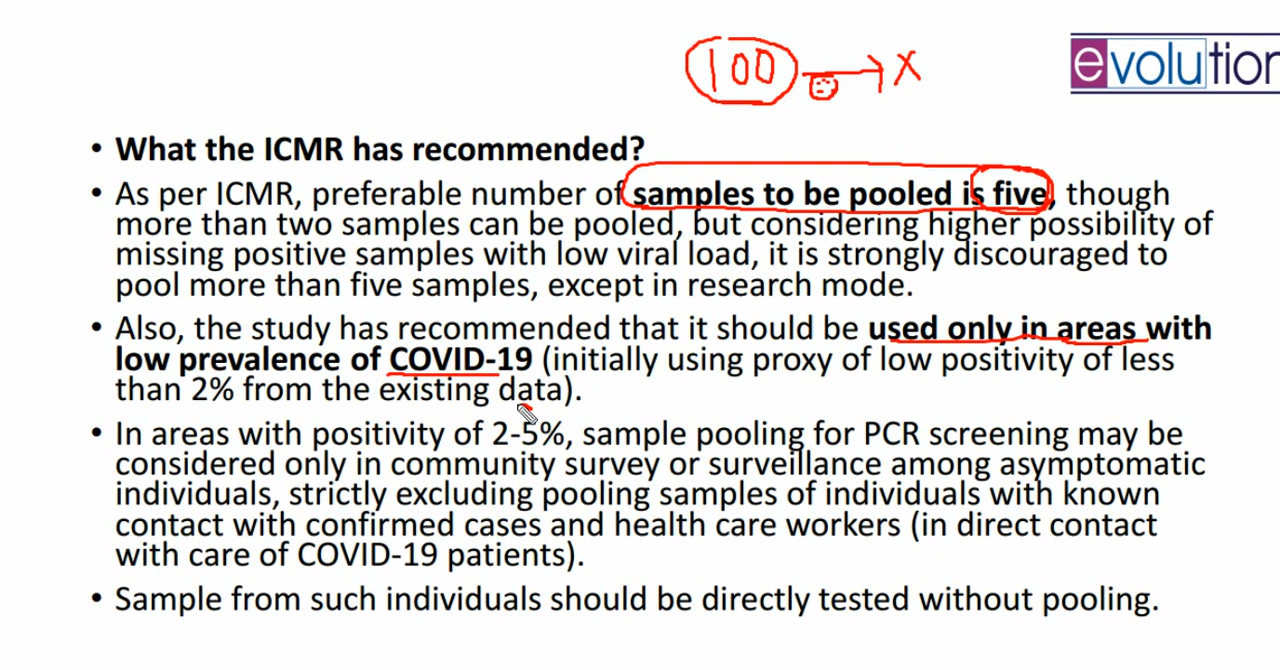 100 → X
evolution
• What the ICMR has recommended?
• As per ICMR, preferable number of samples to be pooled is five, though
more than two samples can be pooled, but considering higher possibility of
missing positive samples with low viral load, it is strongly discouraged to
pool more than five samples, except in research mode.
• Also, the study has recommended that it should be used only in areas with
low prevalence of COVID-19 (initially using proxy of low positivity of less
than 2% from the existing data).
• In areas with positivity of 2-5%, sample pooling for PCR screening may be
considered only in community survey or surveillance among asymptomatic
individuals, strictly excluding pooling samples of individuals with known
contact with confirmed cases and health care workers (in direct contact
with care of COVID-19 patients).
• Sample from such individuals should be directly tested without pooling.